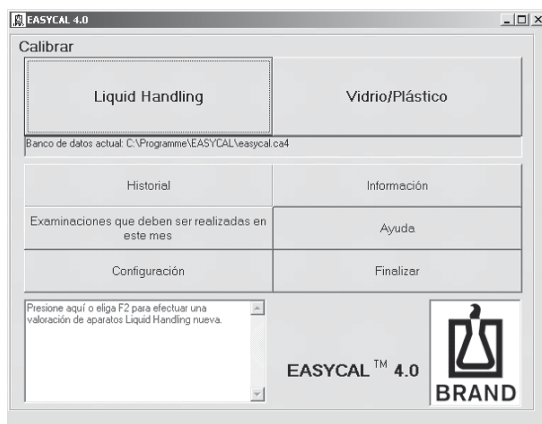 EASYCAL 4.0
Calibrar
Liquid Handling
Vidrio/Plástico
Banco de datos actual: C:\Programme\EASYCAL\easycal.ca4
Historial
Información
Examinaciones que deben ser realizadas en
este mes
Ayuda
Configuración
Finalizar
Presione aquí o eliga F2 para efectuar una
valoración de aparatos Liquid Handling nueva.
EASYCAL™ 4.0
BRAND